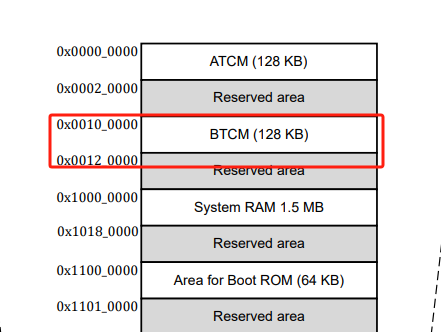 0x0000_0000
ATCM (128 KB)
0x0002_0000
Reserved area
0x0010_0000
BTCM (128 KB)
0x0012_0000
Reserved area
0x1000_0000
System RAM 1.5 MB
0x1018_0000
Reserved area
0x1100_0000
Area for Boot ROM (64 KB)
0x1101_0000
Reserved area